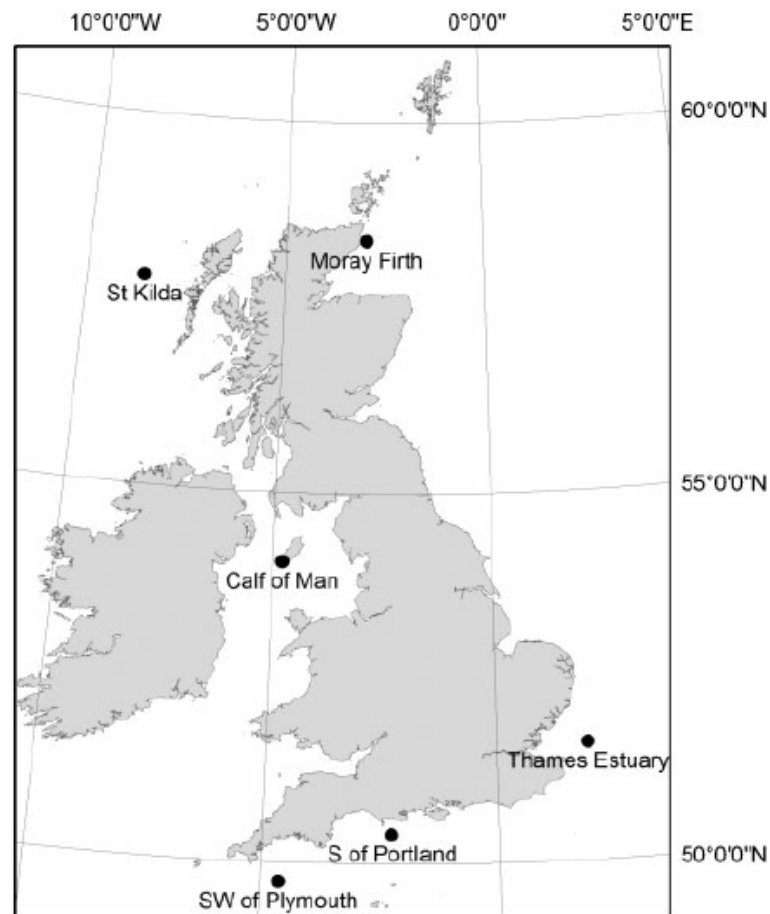 10°0'0"W 5°0'0"W 0°0'0" 5°0'0"E
60°0'0"N
Moray Firth
St Kilda
55°0'0"N
Calf of Man
Thames Estuary
S of Portland
50°0'0"N
SW of Plymouth